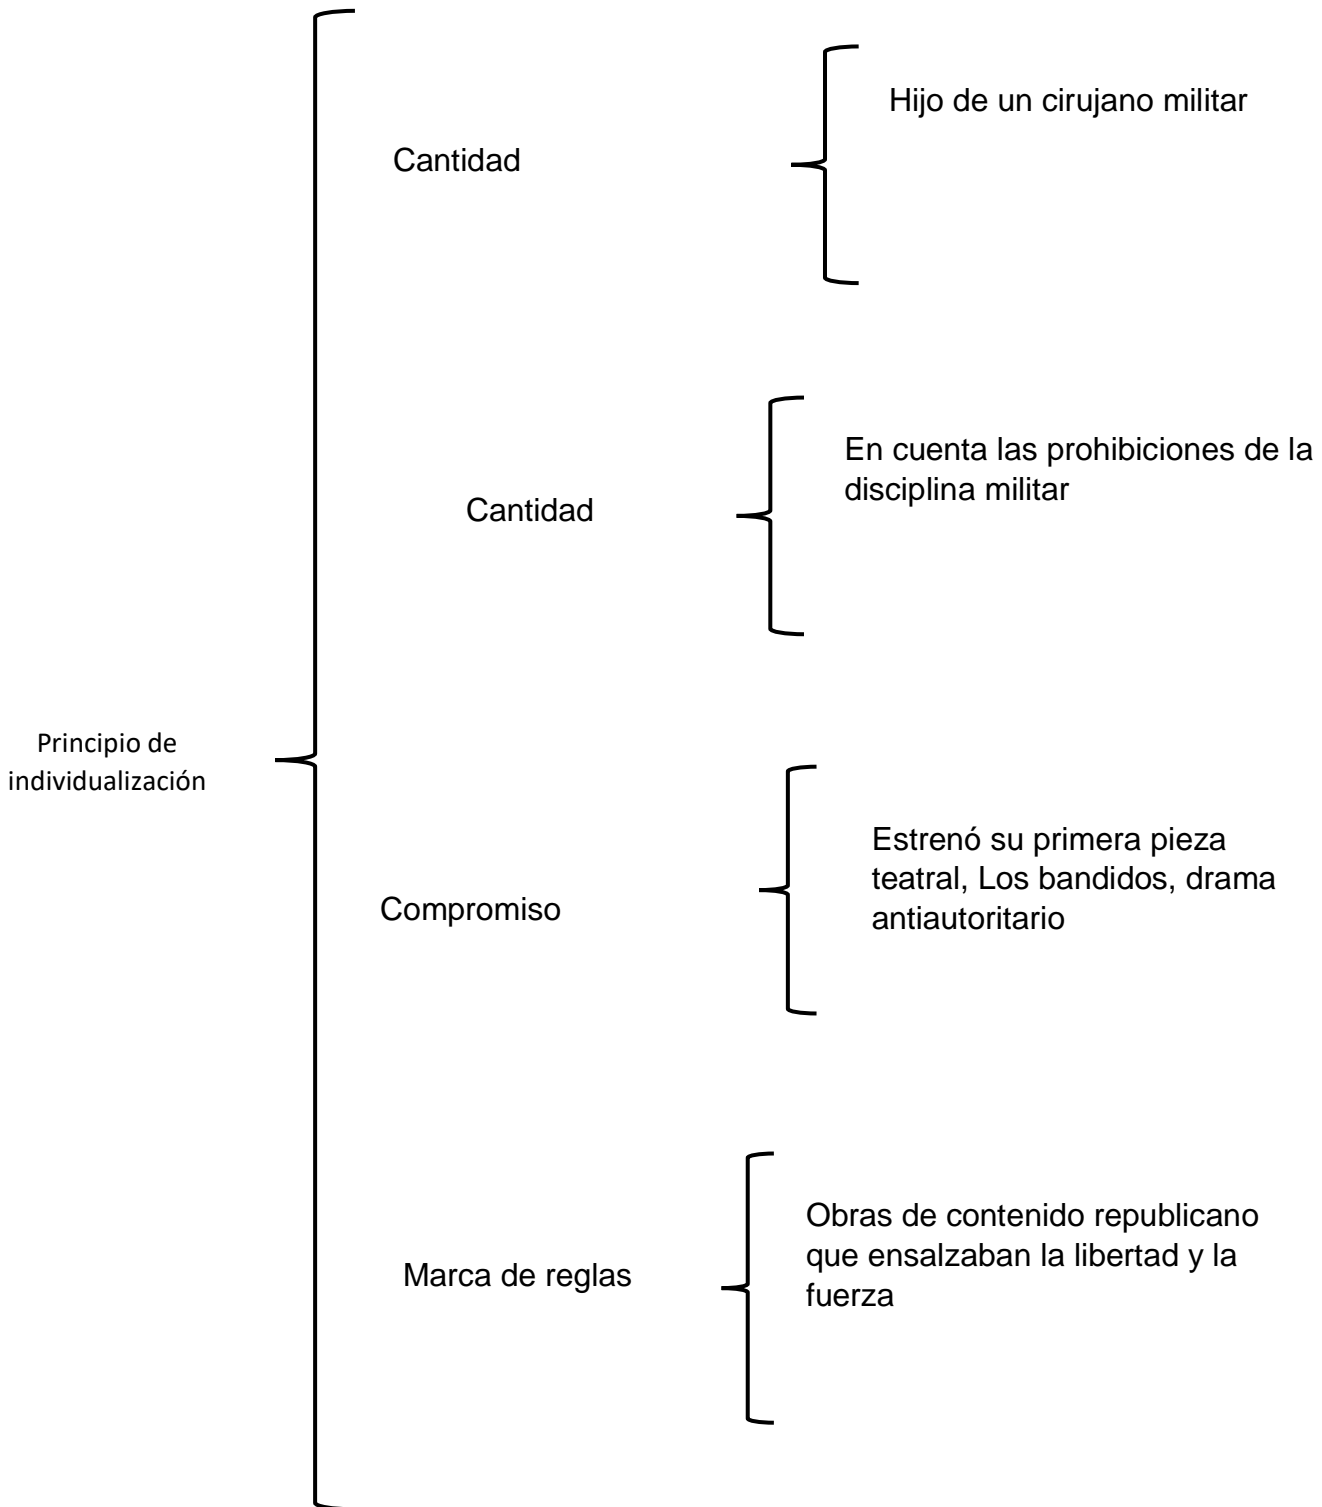 Hijo de un cirujano militar
Cantidad
En cuenta las prohibiciones de la
disciplina militar
Cantidad
Principio de
individualización
Estrenó su primera pieza
teatral, Los bandidos, drama
antiautoritario
Compromiso
Obras de contenido republicano
que ensalzaban la libertad y la
fuerza
Marca de reglas